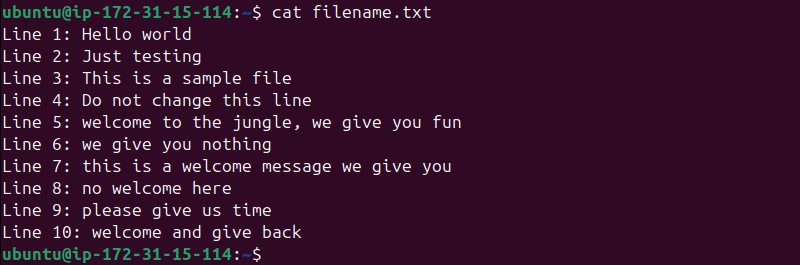 ubuntu@ip-172-31-15-114:~$ cat filename.txt
Line 1: Hello world
Line 2: Just testing
Line 3: This is a sample file
Line 4: Do not change this line
Line 5: welcome to the jungle, we give you fun
Line 6: we give you nothing
Line 7: this is a welcome message we give you
Line 8: no welcome here
Line 9: please give us time
Line 10: welcome and give back
ubuntu@ip-172-31-15-114:~$